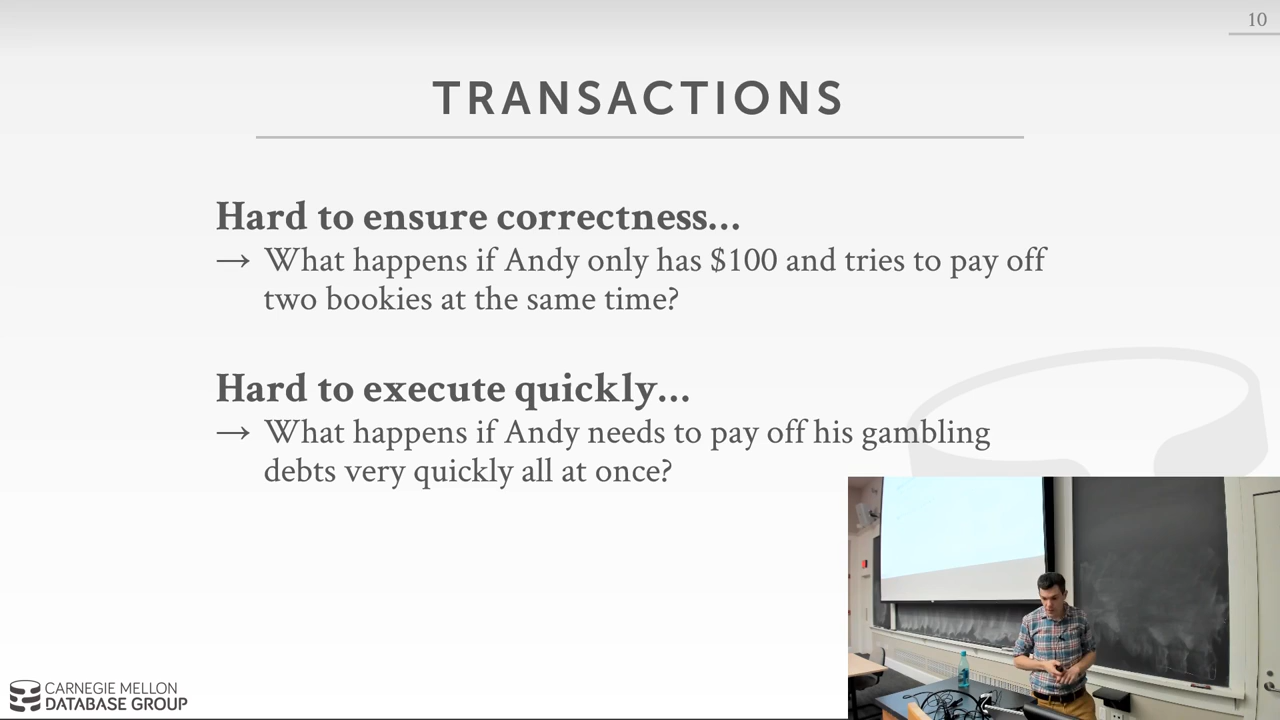 10
TRANSACTIONS
Hard to ensure correctness…
→ What happens if Andy only has $100 and tries to pay off
two bookies at the same time?
Hard to execute quickly…
→ What happens if Andy needs to pay off his gambling
debts very quickly all at once?
CARNEGIE MELLON
DATABASE GROUP